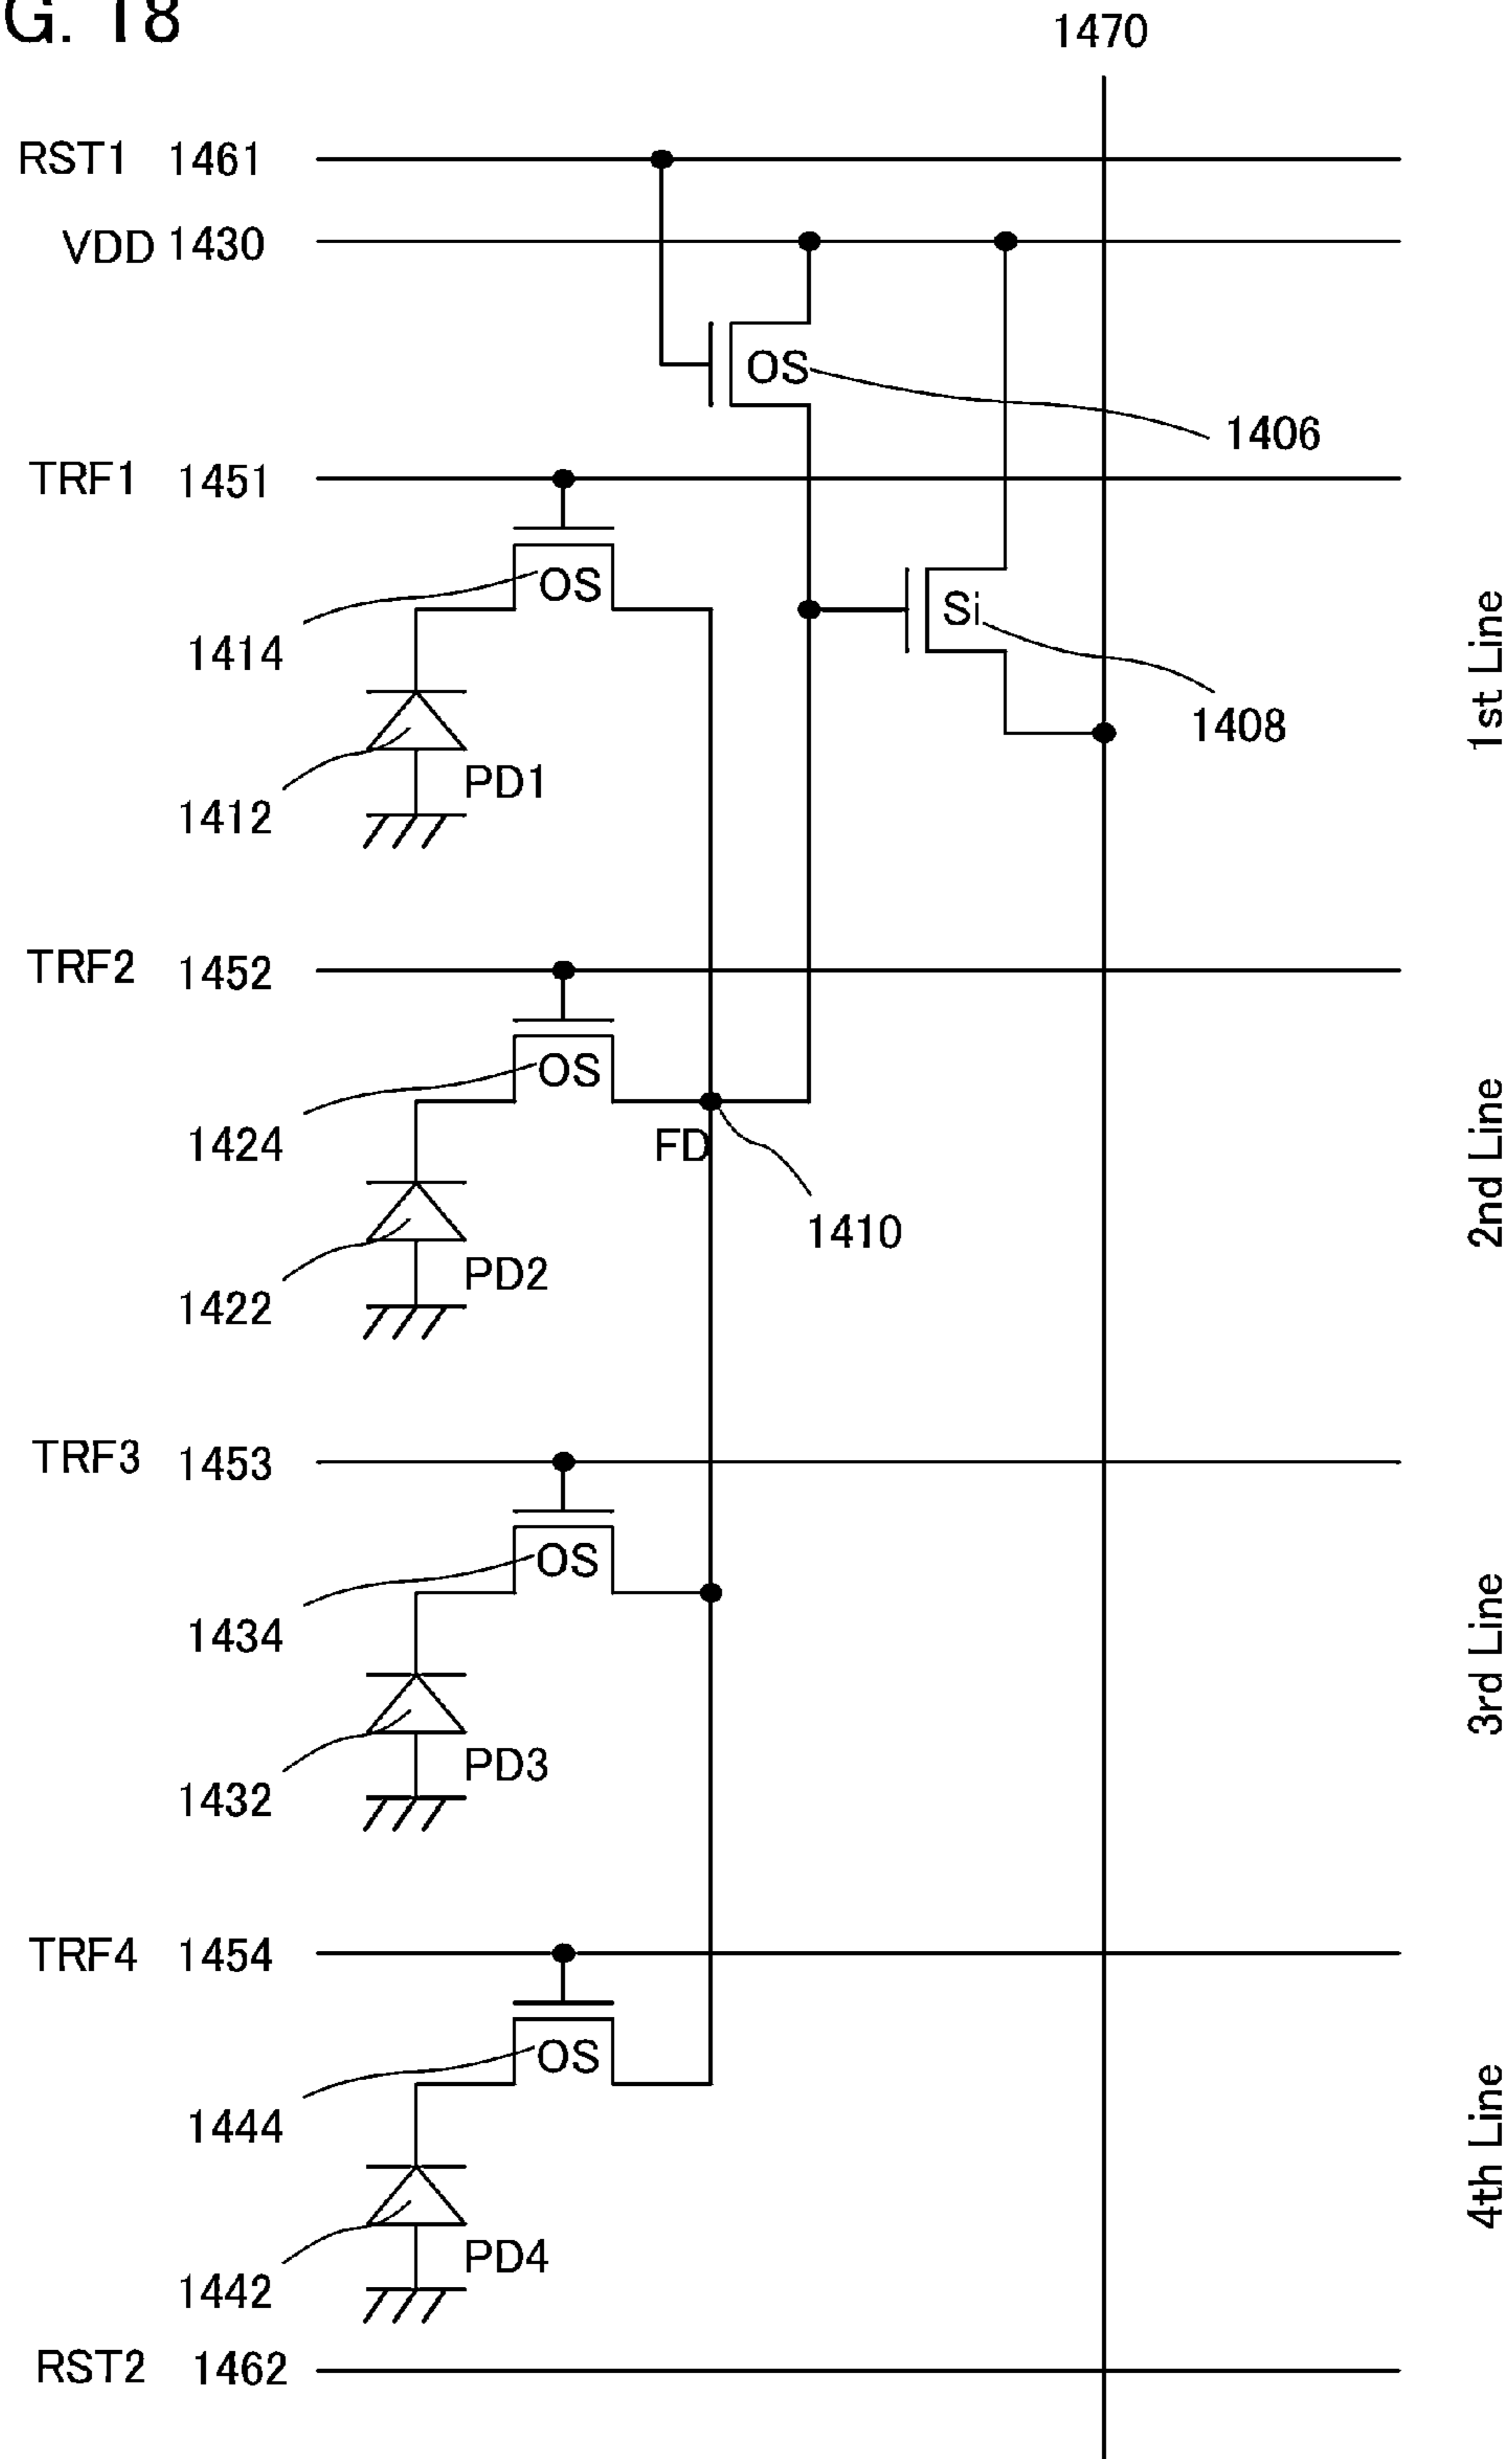 G. 18
1470
RST1 1461
VDD 1430
OS
1406
TRF1 1451
OS
Si
1414
1408
1st Line
PD1
1412
TRF2 1452
OS
FD
1424
1410
2nd Line
PD2
1422
TRF3 1453
OS
1434
3rd Line
PD3
1432
TRF4 1454
OS
1444
4th Line
PD4
1442
RST2 1462